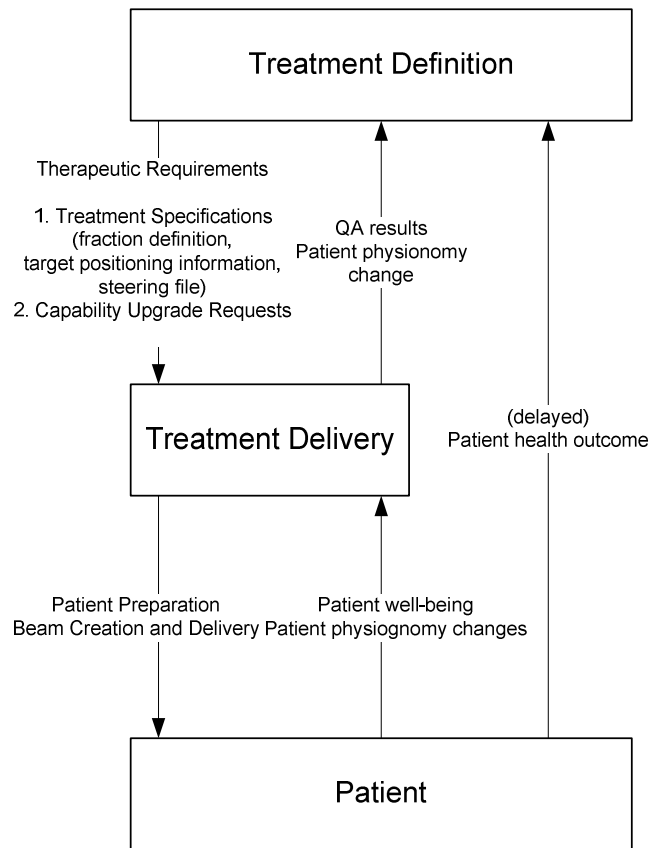 Treatment Definition
Therapeutic Requirements
1. Treatment Specifications
(fraction definition,
target positioning information,
steering file)
2. Capability Upgrade Requests
QA results
Patient physionomy
change
(delayed)
Patient health outcome
Treatment Delivery
Patient Preparation
Beam Creation and Delivery
Patient well-being
Patient physiognomy changes
Patient